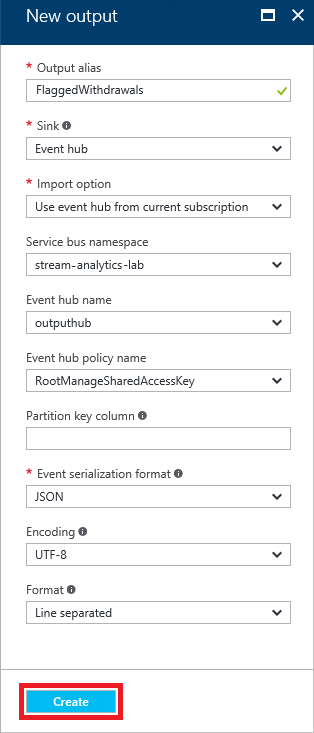 New output
* Output alias
FlaggedWithdrawals
* Sink
Event hub
* Import option
Use event hub from current subscription
Service bus namespace
stream-analytics-lab
Event hub name
outputhub
Event hub policy name
RootManageSharedAccessKey
Partition key column
* Event serialization format
JSON
Encoding
UTF-8
Format
Line separated
Create